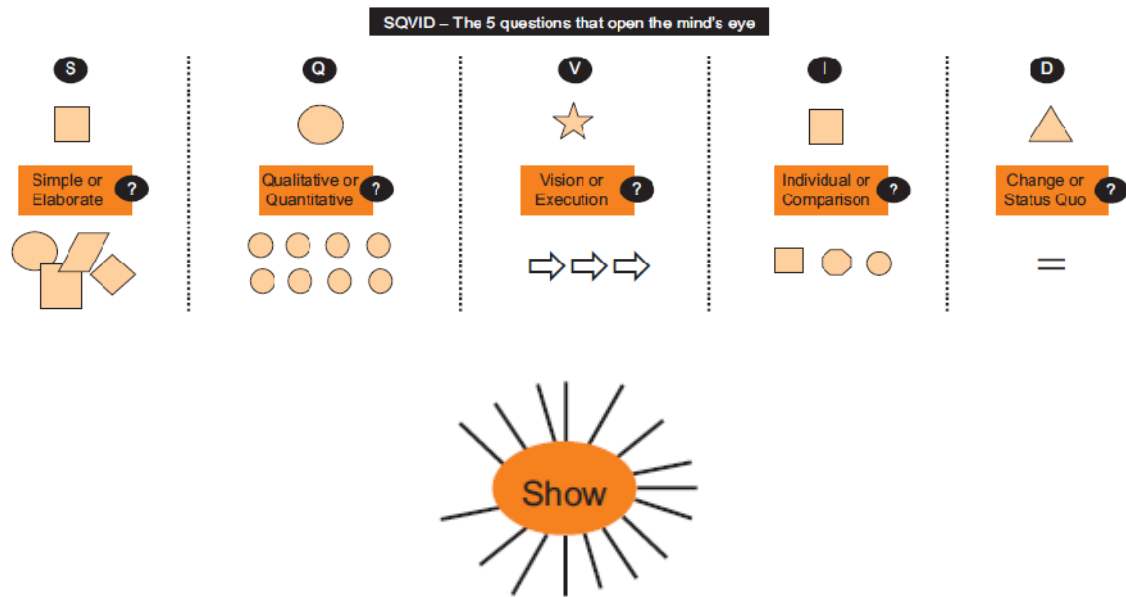 SQVID – The 5 questions that open the mind's eye
S
Q
V
I
D
Simple or
Elaborate
?
Qualitative or
Quantitative
?
Vision or
Execution
?
Individual or
Comparison
?
Change or
Status Quo
?
=
Show